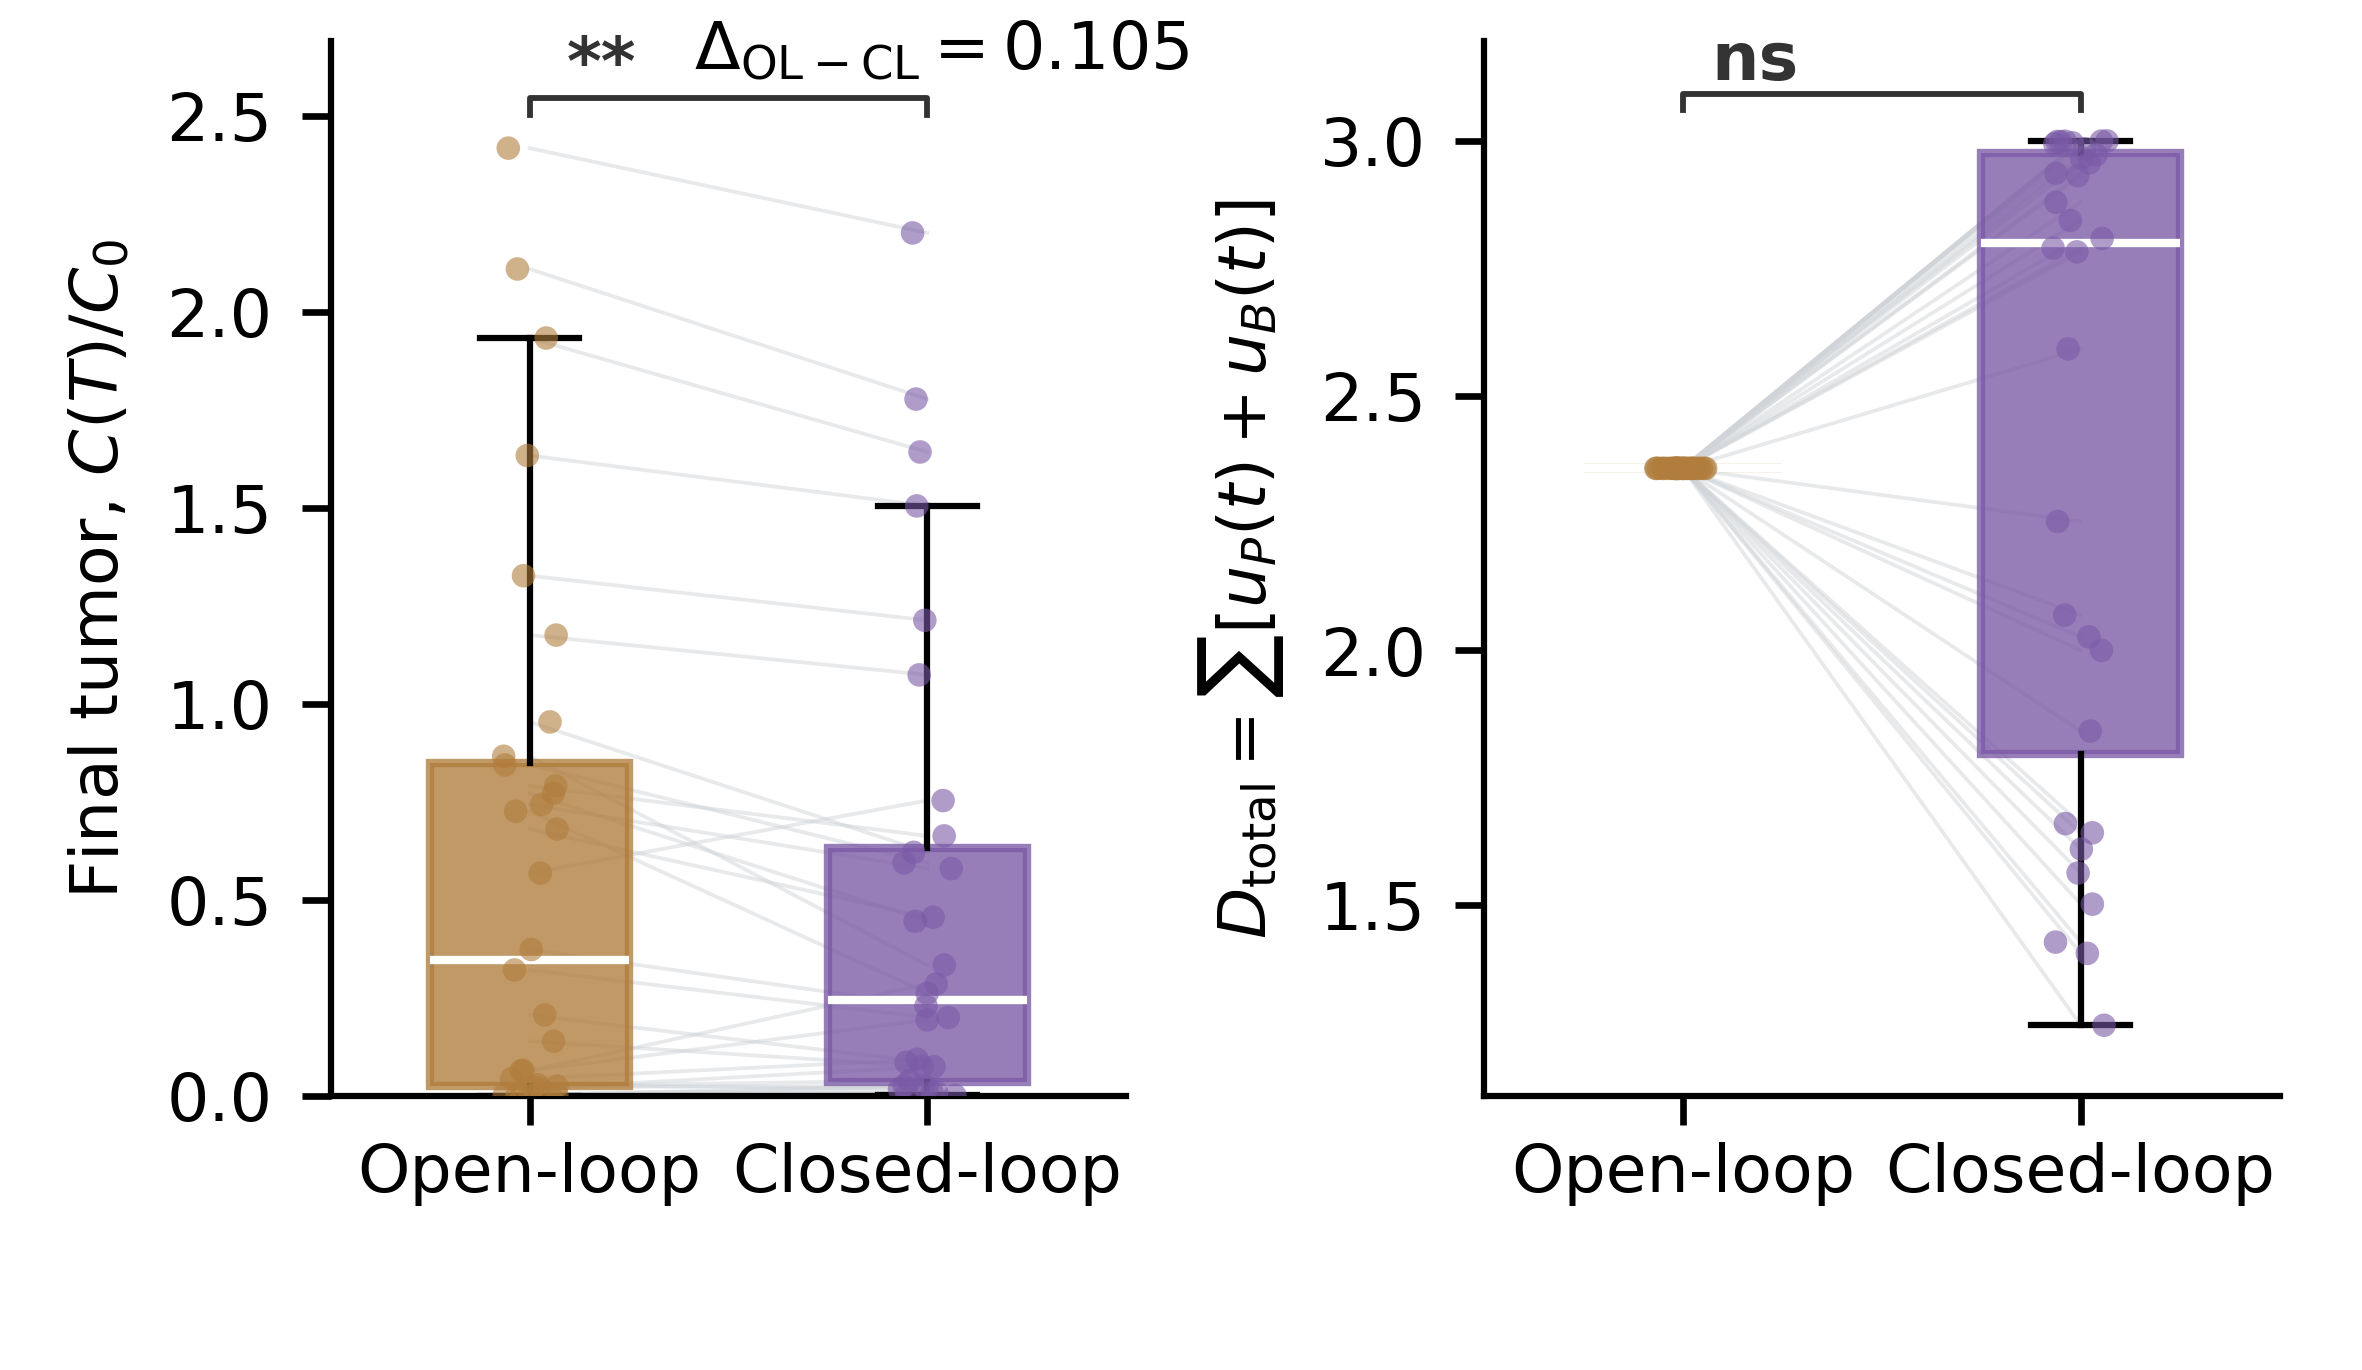 ** Δ_OL − CL = 0.105
Final tumor, C(T)/C₀
2.5
2.0
1.5
1.0
0.5
0.0
Open-loop Closed-loop
ns
D_total = ∑[u_P(t) + u_B(t)]
3.0
2.5
2.0
1.5
Open-loop Closed-loop